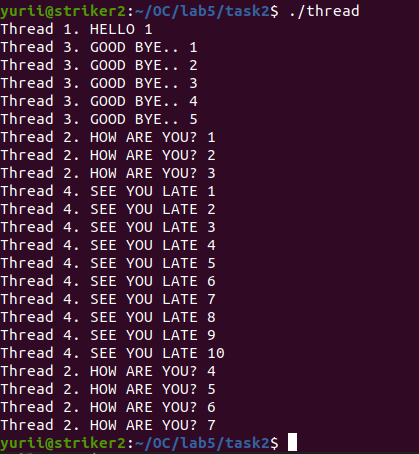 yurii@striker2:~/OC/lab5/task2$ ./thread
Thread 1. HELLO 1
Thread 3. GOOD BYE.. 1
Thread 3. GOOD BYE.. 2
Thread 3. GOOD BYE.. 3
Thread 3. GOOD BYE.. 4
Thread 3. GOOD BYE.. 5
Thread 2. HOW ARE YOU? 1
Thread 2. HOW ARE YOU? 2
Thread 2. HOW ARE YOU? 3
Thread 4. SEE YOU LATE 1
Thread 4. SEE YOU LATE 2
Thread 4. SEE YOU LATE 3
Thread 4. SEE YOU LATE 4
Thread 4. SEE YOU LATE 5
Thread 4. SEE YOU LATE 6
Thread 4. SEE YOU LATE 7
Thread 4. SEE YOU LATE 8
Thread 4. SEE YOU LATE 9
Thread 4. SEE YOU LATE 10
Thread 2. HOW ARE YOU? 4
Thread 2. HOW ARE YOU? 5
Thread 2. HOW ARE YOU? 6
Thread 2. HOW ARE YOU? 7
yurii@striker2:~/OC/lab5/task2$